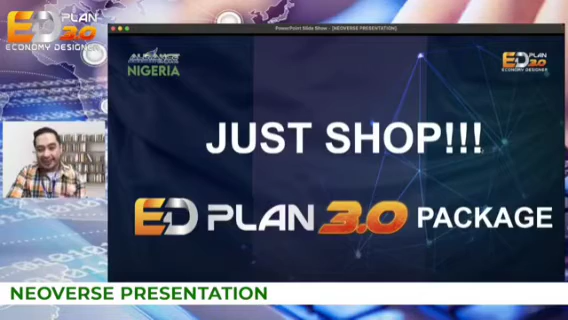 ED PLAN 3.0
ECONOMY DESIGNER
PowerPoint Slide Show - [NEOVERSE PRESENTATION]
NIGERIA
ED PLAN 3.0
ECONOMY DESIGNER
JUST SHOP!!!
ED PLAN 3.0 PACKAGE
NEOVERSE PRESENTATION